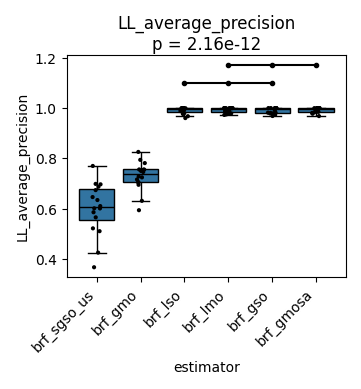 LL_average_precision
p = 2.16e-12
LL_average_precision
1.2
1.0
0.8
0.6
0.4
brf_sgso_us
brf_gmo
brf_lso
brf_lmo
brf_gso
brf_gmosa
estimator